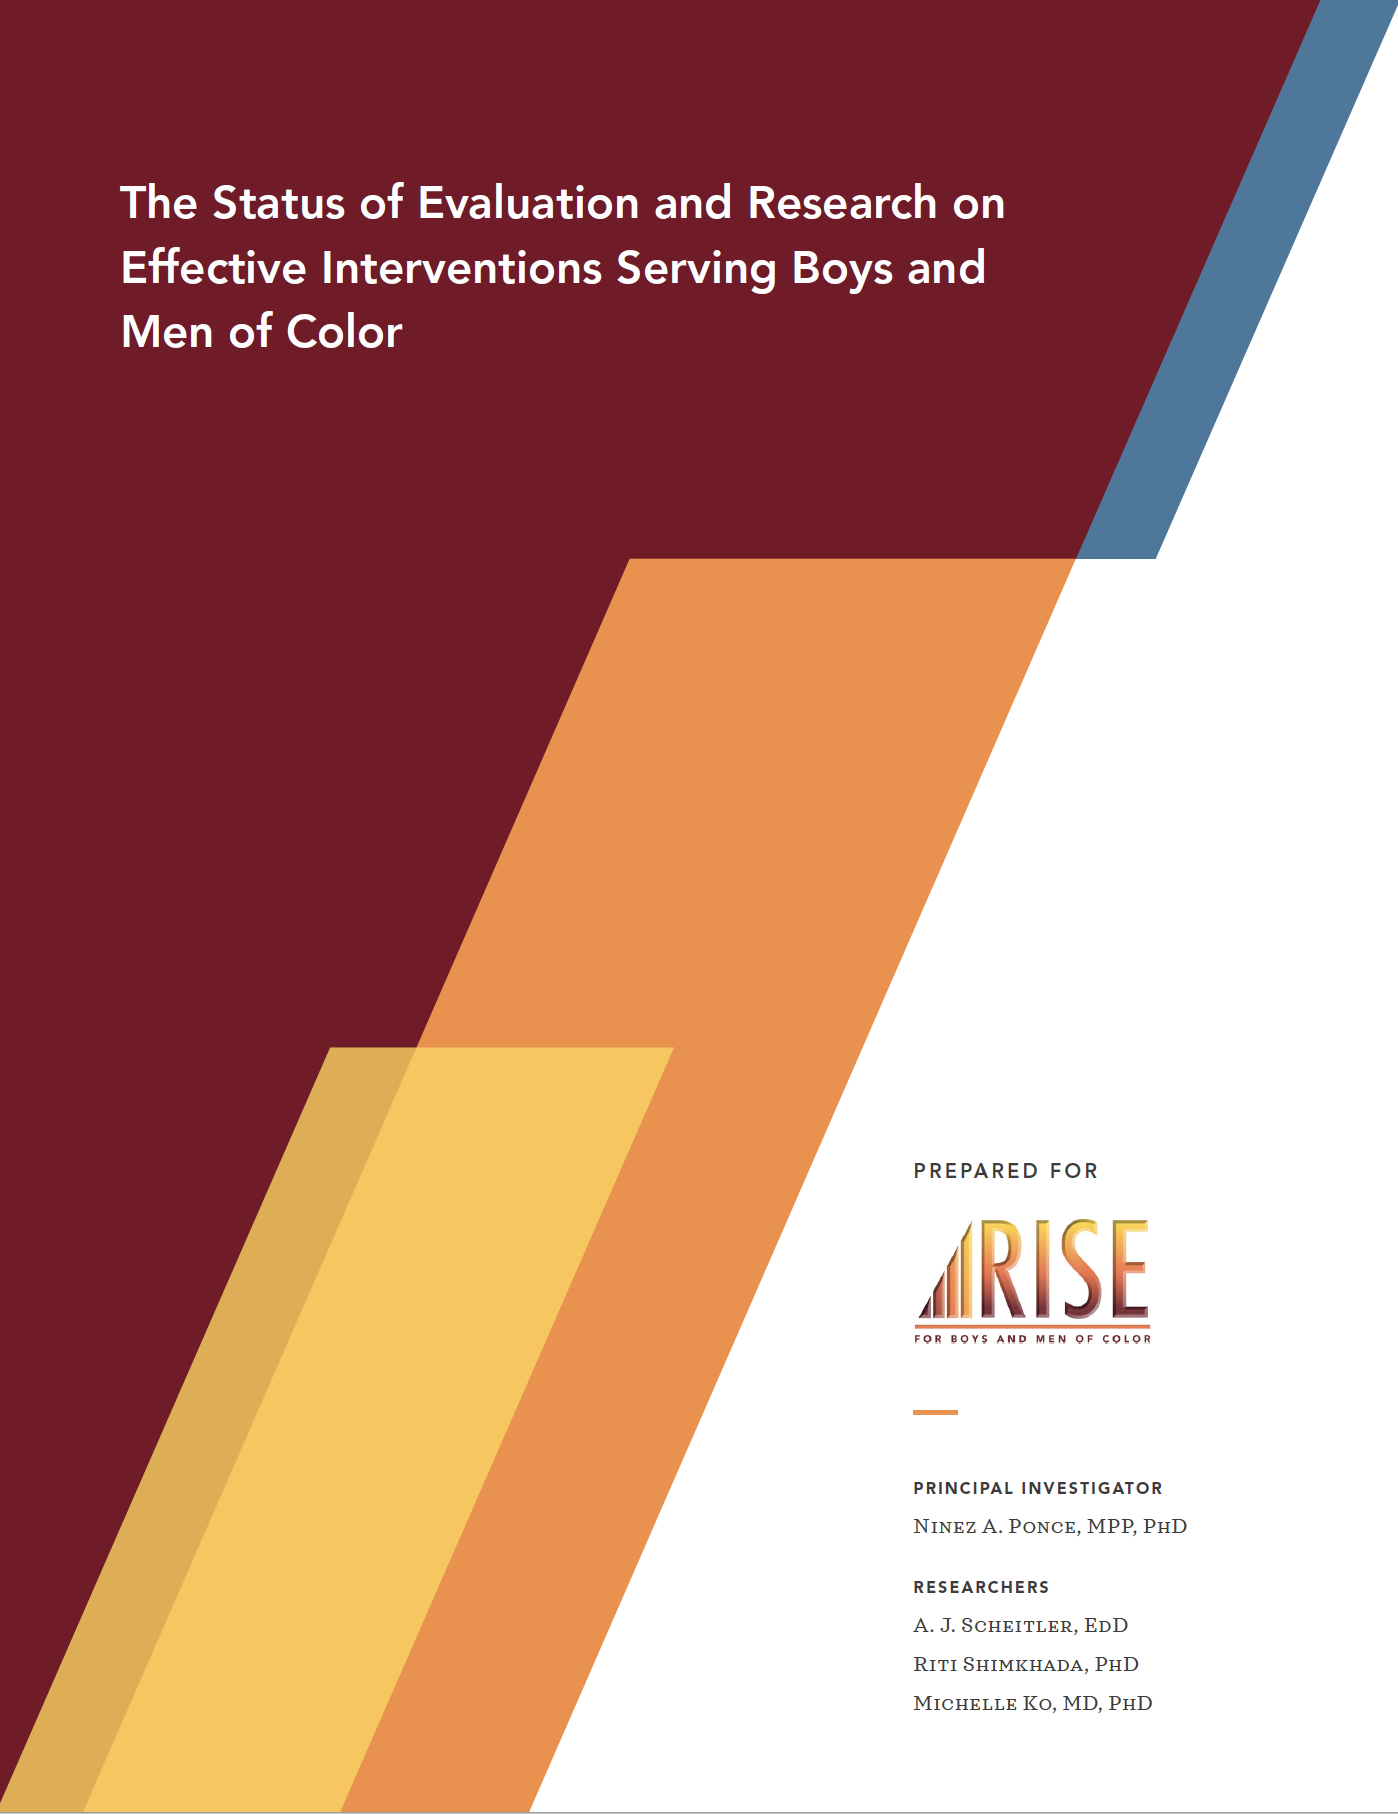 The Status of Evaluation and Research on
Effective Interventions Serving Boys and
Men of Color
PREPARED FOR
RISE
FOR BOYS AND MEN OF COLOR
PRINCIPAL INVESTIGATOR
Ninez A. Ponce, MPP, PhD
RESEARCHERS
A. J. Scheitler, EdD
Riti Shimkhada, PhD
Michelle Ko, MD, PhD